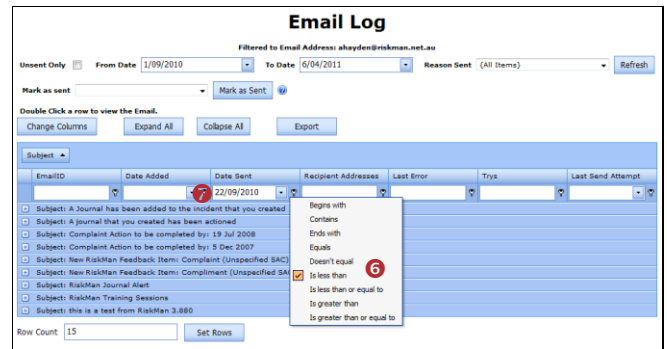 Email Log
Filtered to Email Address: ahayden@riskman.net.au
Unsent Only From Date 1/09/2010 To Date 6/04/2011 Reason Sent {All Items} Refresh
Mark as sent Mark as Sent
Double Click a row to view the Email.
Change Columns Expand All Collapse All Export
Subject
EmailID Date Added Date Sent Recipient Addresses Last Error Trys Last Send Attempt
7 22/09/2010
Subject: A Journal has been added to the incident that you created
Subject: A journal that you created has been actioned
Subject: Complaint Action to be completed by: 19 Jul 2008
Subject: Complaint Action to be completed by: 5 Dec 2007
Subject: New RiskMan Feedback Item: Complaint (Unspecified SAC)
Subject: New RiskMan Feedback Item: Compliment (Unspecified SA
Subject: RiskMan Journal Alert
Subject: RiskMan Training Sessions
Subject: this is a test from RiskMan 3.880
Begins with
Contains
Ends with
Equals
Doesn't equal
6
Is less than
Is less than or equal to
Is greater than
Is greater than or equal to
Row Count 15 Set Rows